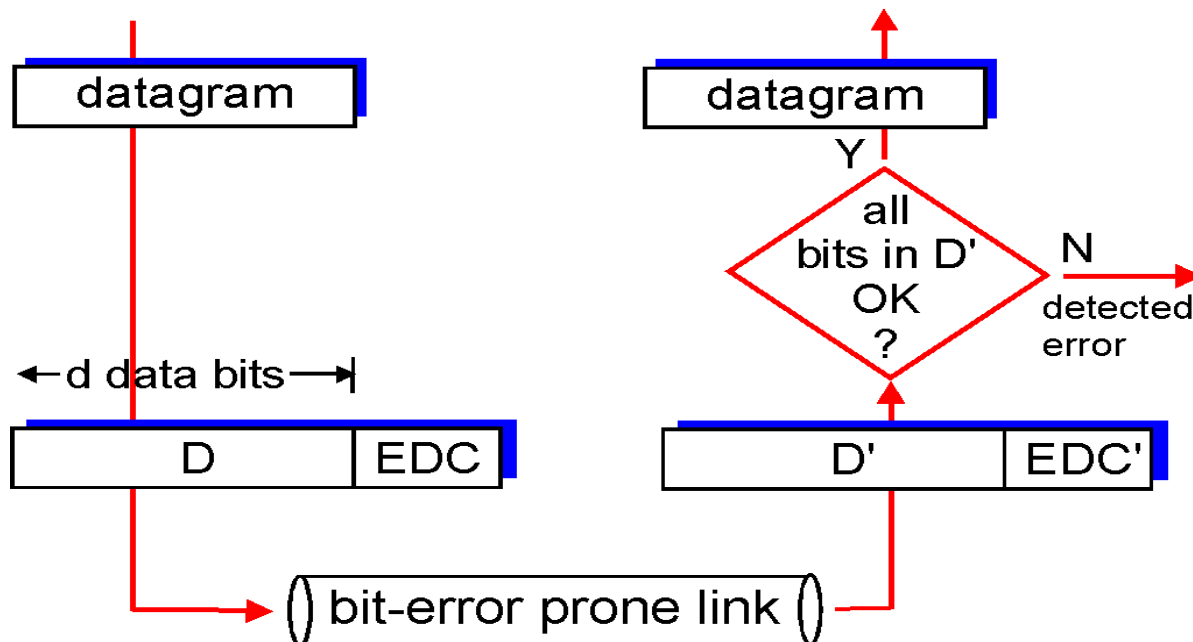 datagram
d data bits
D
EDC
bit-error prone link
datagram
Y
all
bits in D'
OK
?
N
detected
error
D'
EDC'